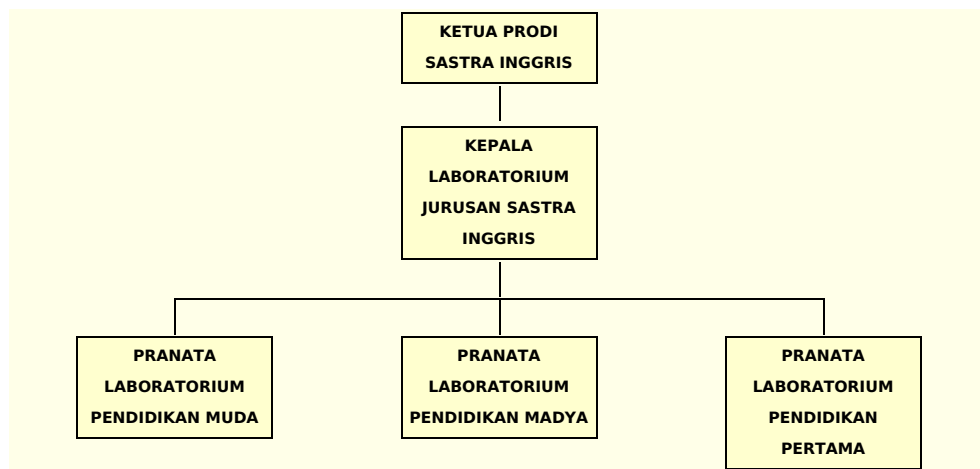 KETUA PRODI
SASTRA INGGRIS
KEPALA
LABORATORIUM
JURUSAN SASTRA
INGGRIS
PRANATA
LABORATORIUM
PENDIDIKAN MUDA
PRANATA
LABORATORIUM
PENDIDIKAN MADYA
PRANATA
LABORATORIUM
PENDIDIKAN
PERTAMA